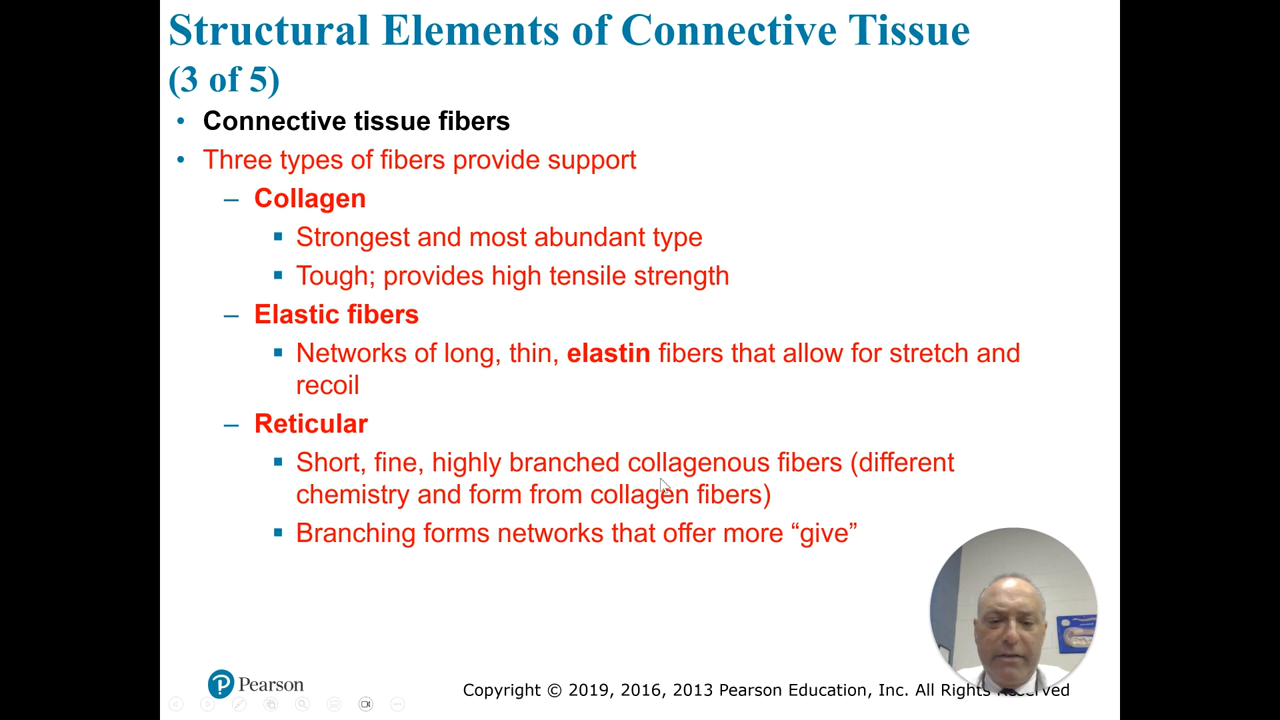 Structural Elements of Connective Tissue
(3 of 5)
• Connective tissue fibers
• Three types of fibers provide support
– Collagen
▪ Strongest and most abundant type
▪ Tough; provides high tensile strength
– Elastic fibers
▪ Networks of long, thin, elastin fibers that allow for stretch and
recoil
– Reticular
▪ Short, fine, highly branched collagenous fibers (different
chemistry and form from collagen fibers)
▪ Branching forms networks that offer more “give”
P Pearson
Copyright © 2019, 2016, 2013 Pearson Education, Inc. All Rights Reserved